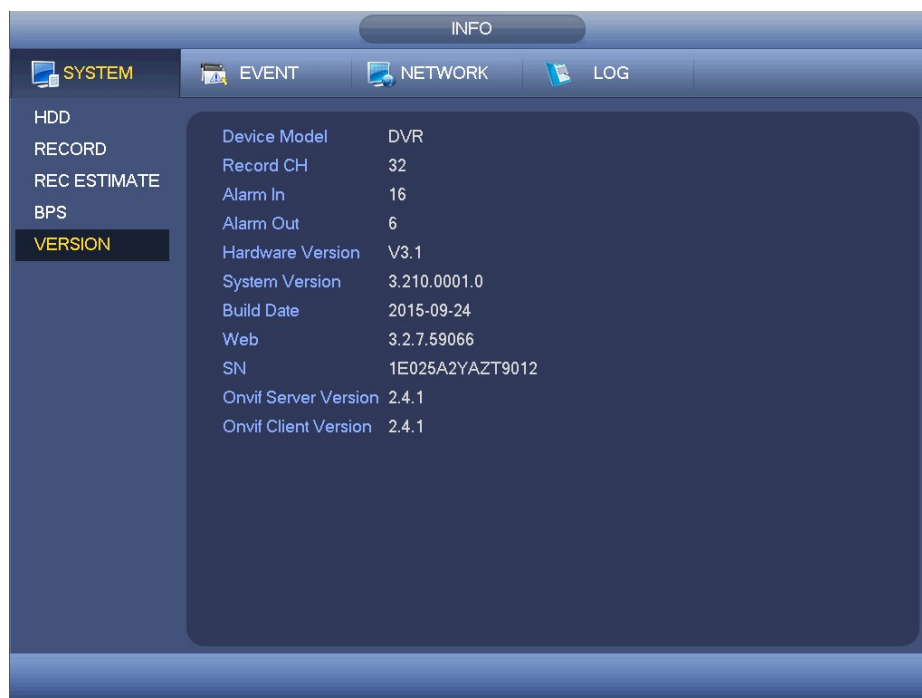 INFO
SYSTEM EVENT NETWORK LOG
HDD
RECORD
REC ESTIMATE
BPS
VERSION
Device Model DVR
Record CH 32
Alarm In 16
Alarm Out 6
Hardware Version V3.1
System Version 3.210.0001.0
Build Date 2015-09-24
Web 3.2.7.59066
SN 1E025A2YAZT9012
Onvif Server Version 2.4.1
Onvif Client Version 2.4.1